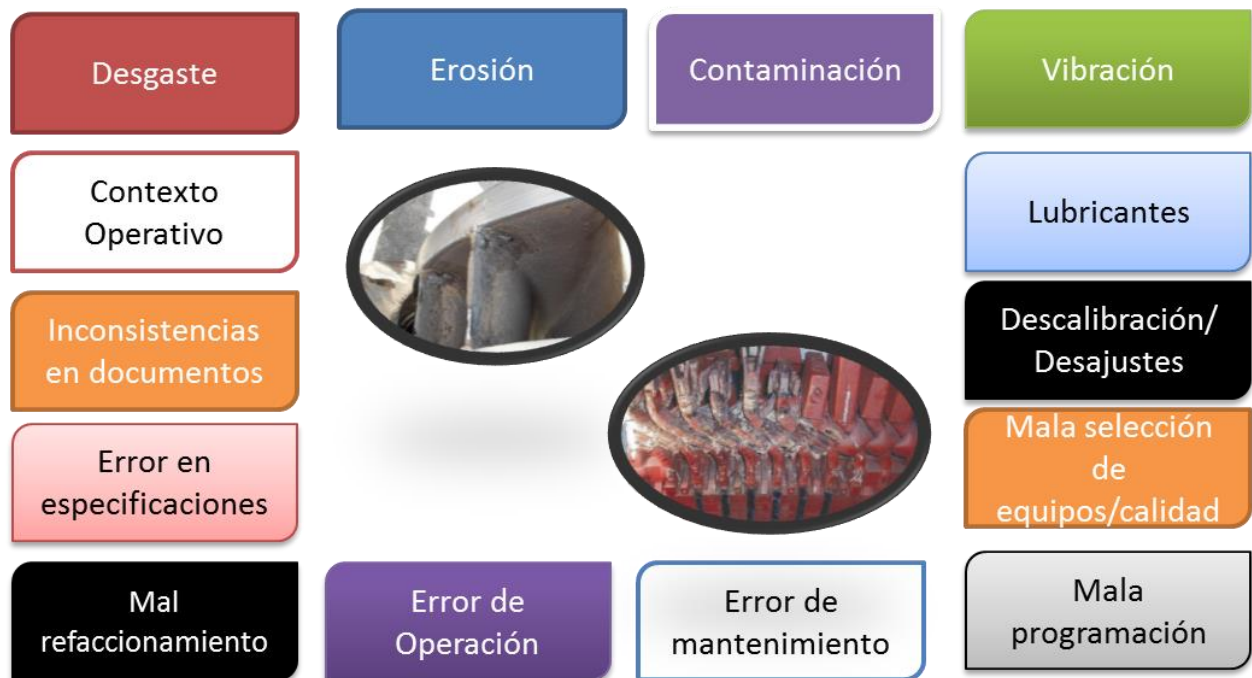 Desgaste
Erosión
Contaminación
Vibración
Contexto
Operativo
Lubricantes
Inconsistencias
en documentos
Descalibración/
Desajustes
Error en
especificaciones
Mala selección
de
equipos/calidad
Mal
refaccionamiento
Error de
Operación
Error de
mantenimiento
Mala
programación